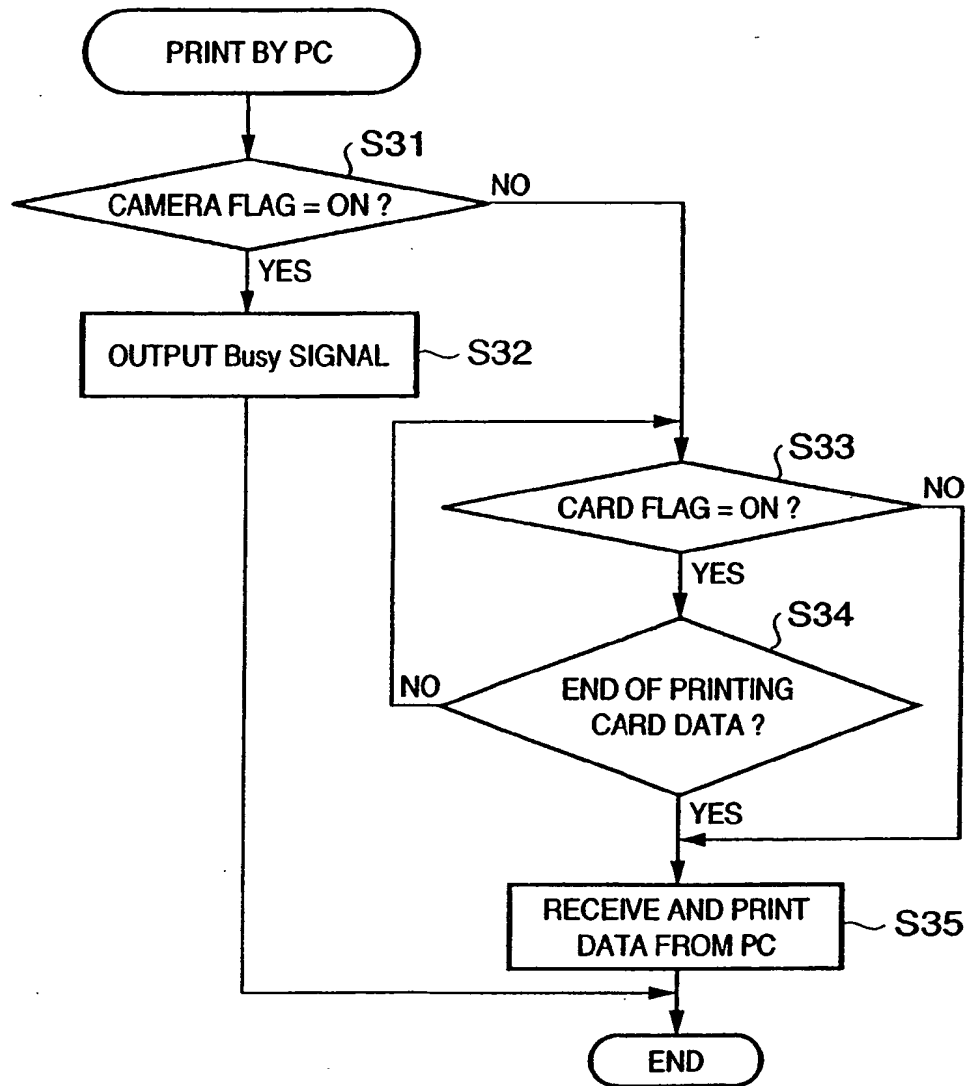 PRINT BY PC
S31
CAMERA FLAG = ON ?
NO
YES
OUTPUT Busy SIGNAL
S32
S33
CARD FLAG = ON ?
NO
YES
S34
NO
END OF PRINTING
CARD DATA ?
YES
RECEIVE AND PRINT
DATA FROM PC
S35
END